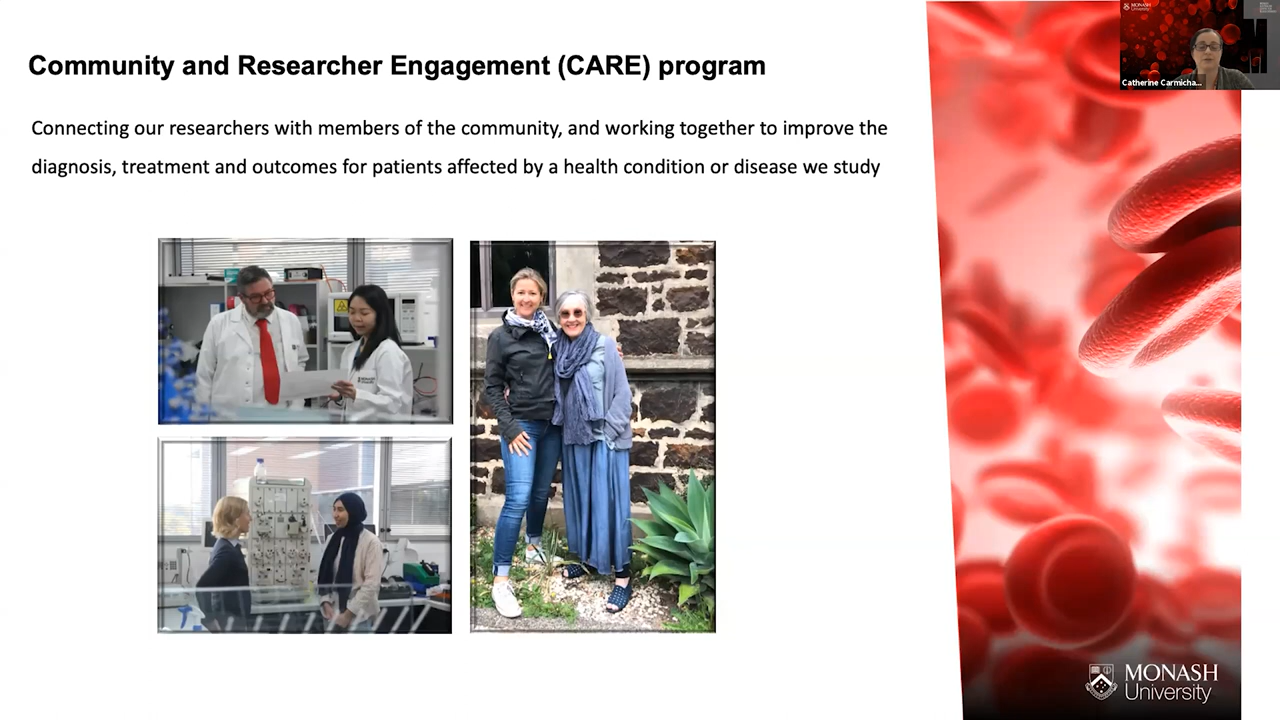 Community and Researcher Engagement (CARE) program
Connecting our researchers with members of the community, and working together to improve the
diagnosis, treatment and outcomes for patients affected by a health condition or disease we study
MONASH
University
Catherine Carmicha...
MONASH
University